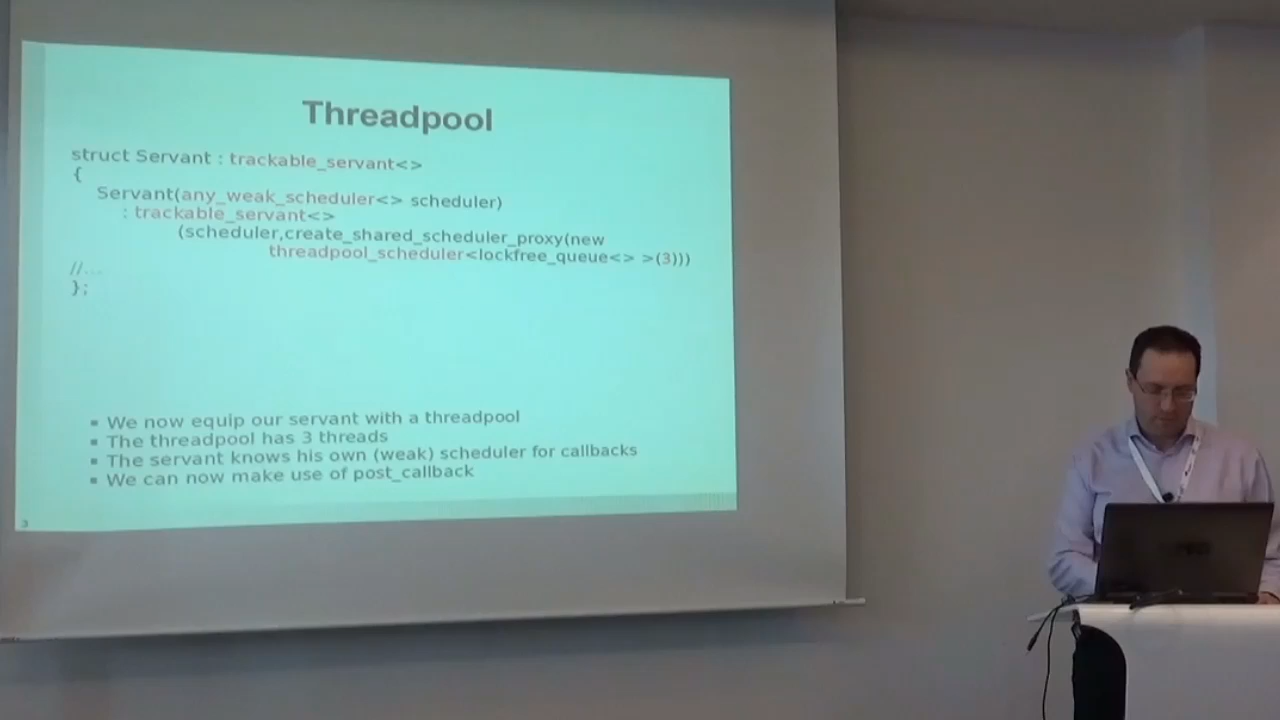 Threadpool
struct Servant : trackable_servant<>
{
Servant(any_weak_scheduler<> scheduler)
: trackable_servant<>
(scheduler,create_shared_scheduler_proxy(new
threadpool_scheduler<lockfree_queue<> >(3)))
//...
};
▪ We now equip our servant with a threadpool
▪ The threadpool has 3 threads
▪ The servant knows his own (weak) scheduler for callbacks
▪ We can now make use of post_callback
3